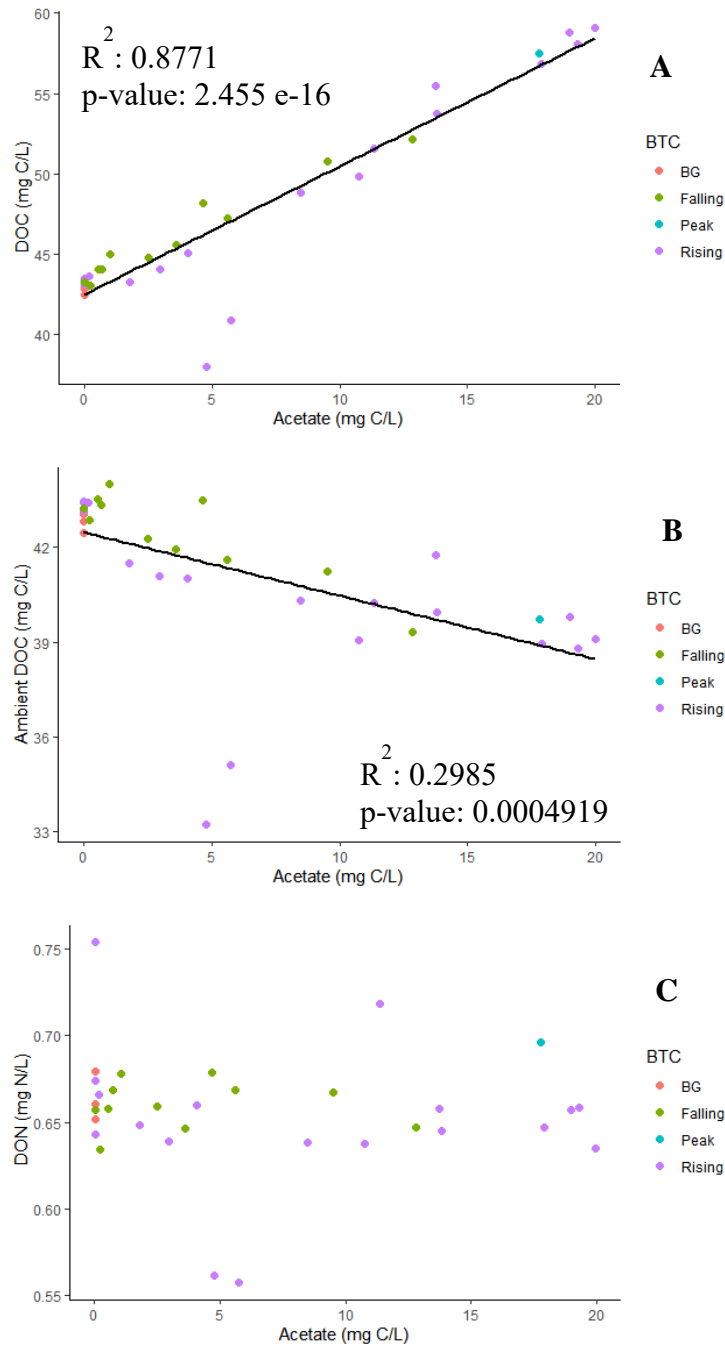 R²: 0.8771
p-value: 2.455 e-16
A
60
55
50
45
40
DOC (mg C/L)
BTC
BG
Falling
Peak
Rising
0 5 10 15 20
Acetate (mg C/L)
B
42
39
36
33
Ambient DOC (mg C/L)
BTC
BG
Falling
Peak
Rising
R²: 0.2985
p-value: 0.0004919
0 5 10 15 20
Acetate (mg C/L)
C
0.75
0.70
0.65
0.60
0.55
DON (mg N/L)
BTC
BG
Falling
Peak
Rising
0 5 10 15 20
Acetate (mg C/L)